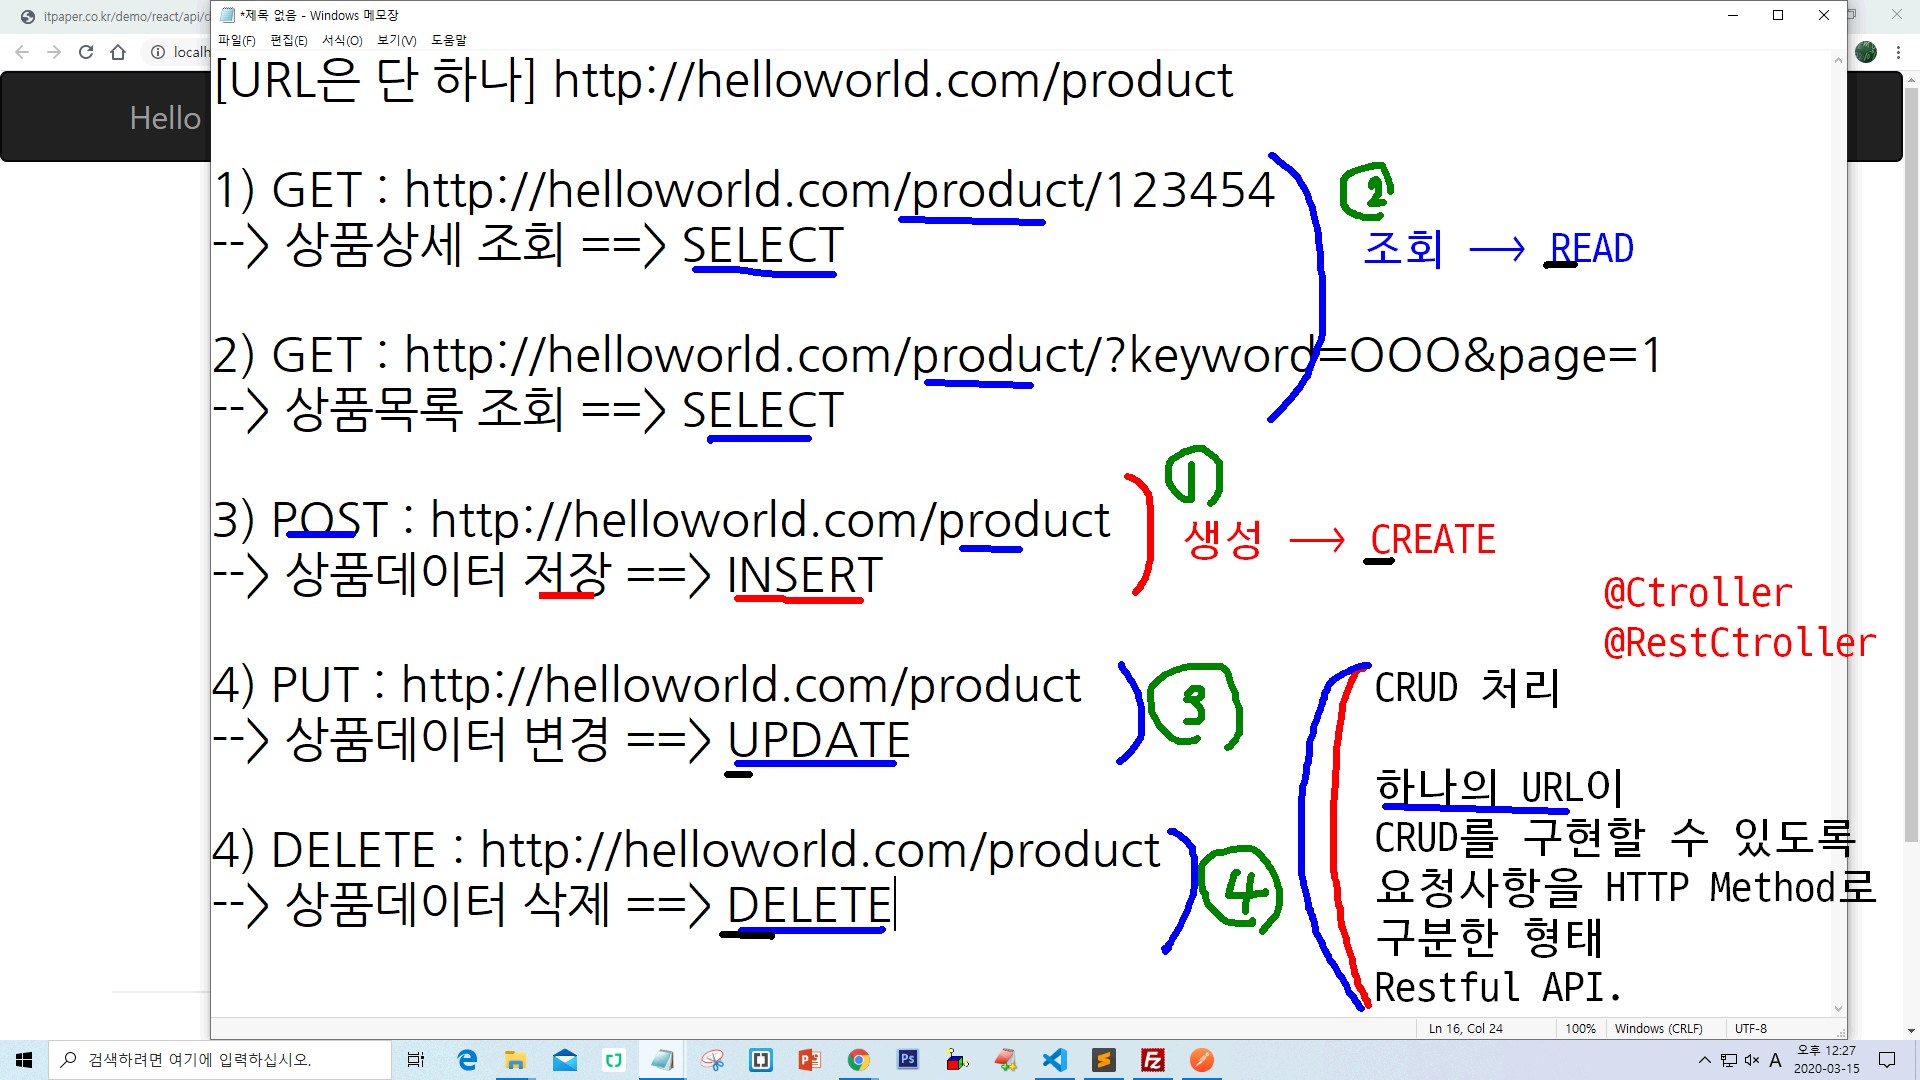 itpaper.co.kr/demo/react/api/d
*제목 없음 - Windows 메모장
파일(F) 편집(E) 서식(O) 보기(V) 도움말
localh
Hello
[URL은 단 하나] http://helloworld.com/product
1) GET : http://helloworld.com/product/123454
--> 상품상세 조회 ==> SELECT
②
조회 → READ
2) GET : http://helloworld.com/product/?keyword=OOO&page=1
--> 상품목록 조회 ==> SELECT
3) POST : http://helloworld.com/product
--> 상품데이터 저장 ==> INSERT
①
생성 → CREATE
@Ctroller
@RestCtroller
4) PUT : http://helloworld.com/product
--> 상품데이터 변경 ==> UPDATE
③
4) DELETE : http://helloworld.com/product
--> 상품데이터 삭제 ==> DELETE
④
CRUD 처리
하나의 URL이
CRUD를 구현할 수 있도록
요청사항을 HTTP Method로
구분한 형태
Restful API.
Ln 16, Col 24 100% Windows (CRLF) UTF-8
검색하려면 여기에 입력하십시오.
A
오후 12:27
2020-03-15